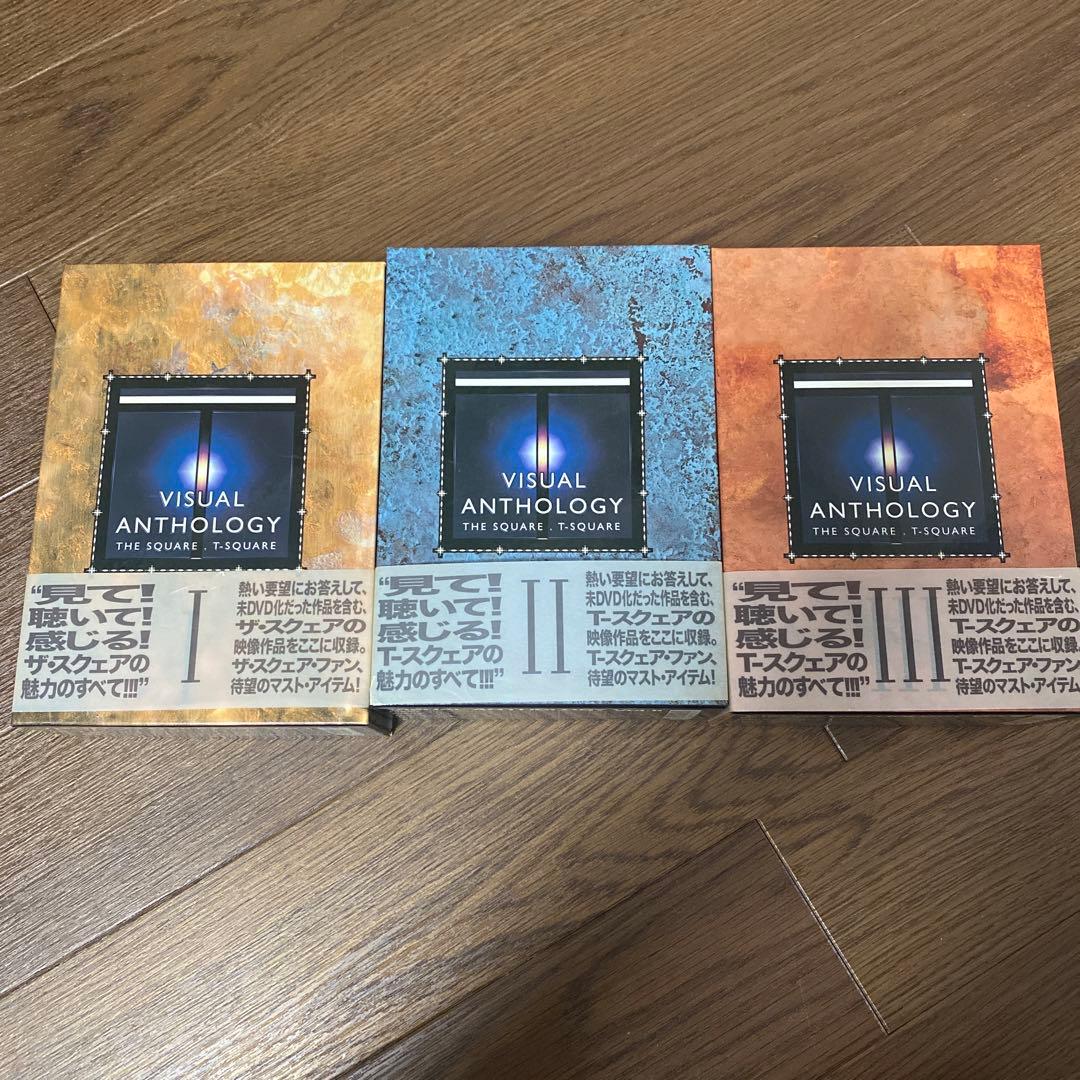 VISUAL
ANTHOLOGY
THE SQUARE . T-SQUARE
“見て!
聴いて!
感じる!
ザ・スクェアの
魅力のすべて!!!”
I
熱い要望にお答えして、
未DVD化だった作品を含む、
ザ・スクェアの
映像作品をここに収録。
ザ・スクェア・ファン、
待望のマスト・アイテム!
VISUAL
ANTHOLOGY
THE SQUARE . T-SQUARE
“見て!
聴いて!
感じる!
T-スクェアの
魅力のすべて!!!”
II
熱い要望にお答えして、
未DVD化だった作品を含む、
T-スクェアの
映像作品をここに収録。
T-スクェア・ファン、
待望のマスト・アイテム!
VISUAL
ANTHOLOGY
THE SQUARE . T-SQUARE
“見て!
聴いて!
感じる!
T-スクェアの
魅力のすべて!!!”
III
熱い要望にお答えして、
未DVD化だった作品を含む、
T-スクェアの
映像作品をここに収録。
T-スクェア・ファン、
待望のマスト・アイテム!